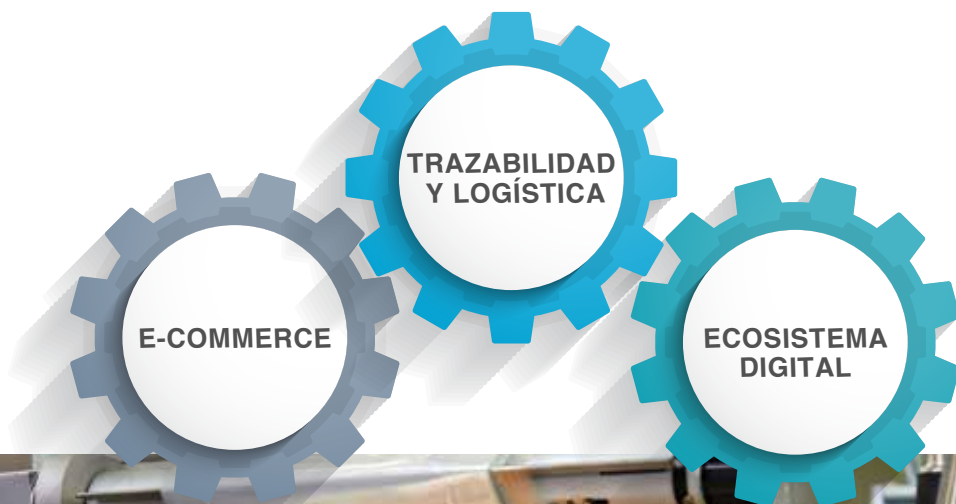 TRAZABILIDAD
Y LOGÍSTICA
E-COMMERCE
ECOSISTEMA
DIGITAL